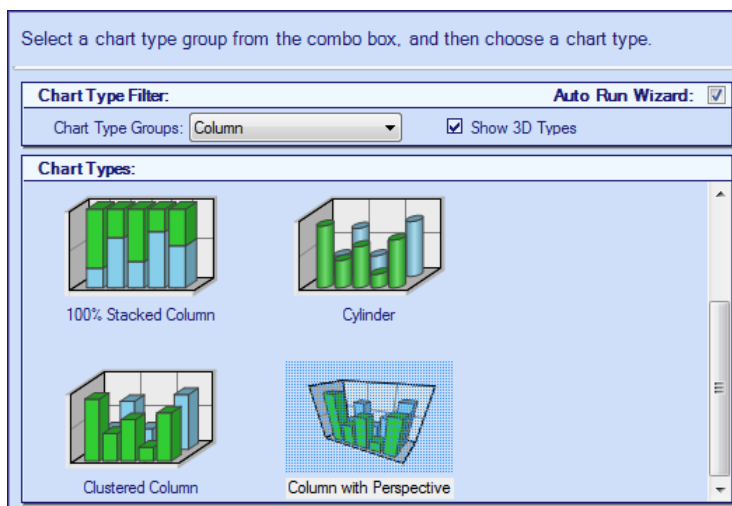 Select a chart type group from the combo box, and then choose a chart type.
Chart Type Filter: Auto Run Wizard:
Chart Type Groups: Column Show 3D Types
Chart Types:
100% Stacked Column Cylinder
Clustered Column Column with Perspective